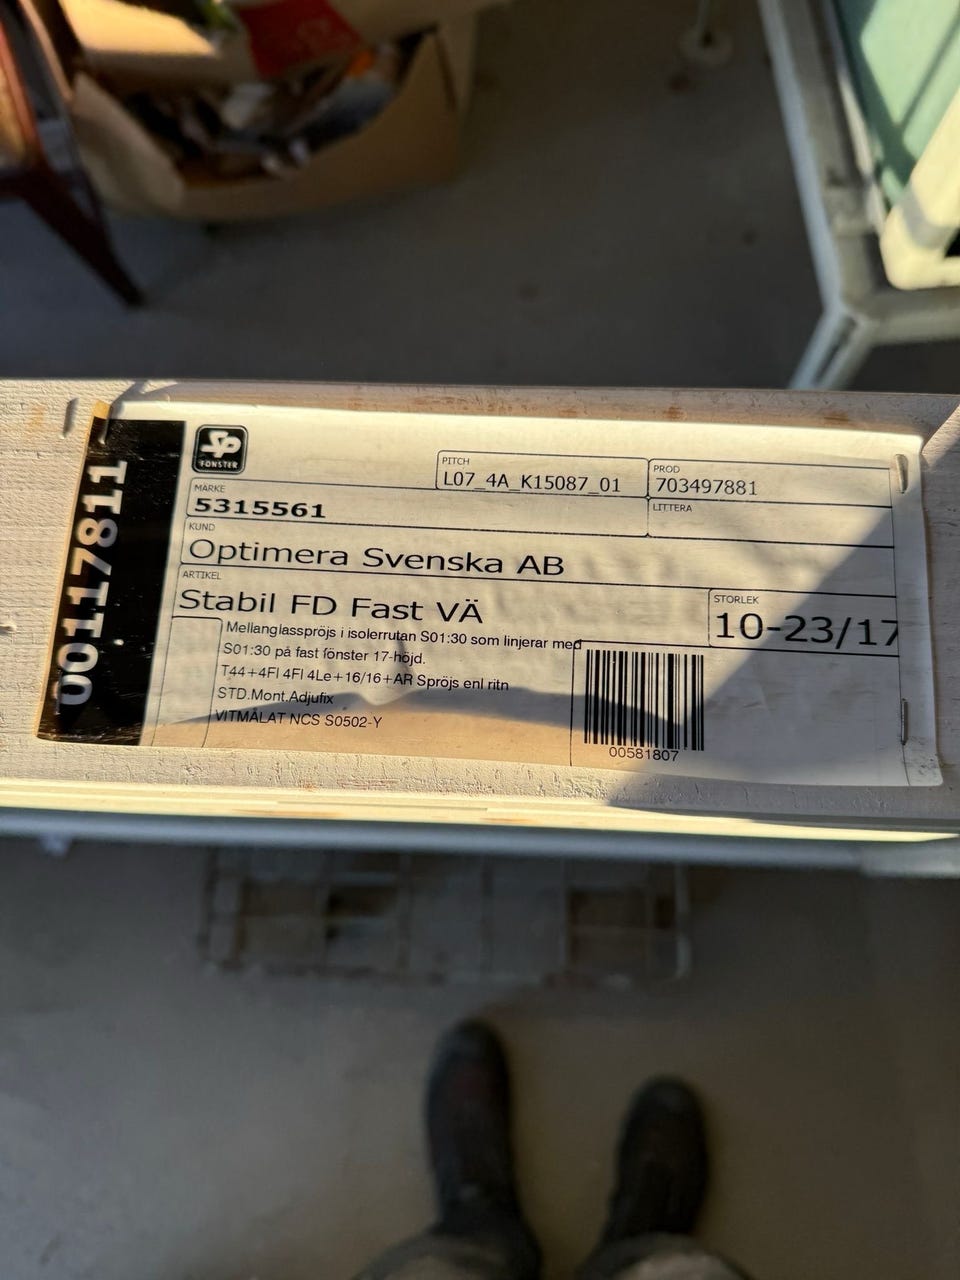 00117811
SP
FÖNSTER
PITCH
L07_4A_K15087_01
PROD
703497881
MÄRKE
5315561
LITTERA
KUND
Optimera Svenska AB
ARTIKEL
Stabil FD Fast VÄ
STORLEK
10-23/17
Mellanglasspröjs i isolerrutan S01:30 som linjerar med
S01:30 på fast fönster 17-höjd.
T44+4Fl 4Fl 4Le+16/16+AR Spröjs enl ritn
STD.Mont.Adjufix
VITMÅLAT NCS S0502-Y
00581807